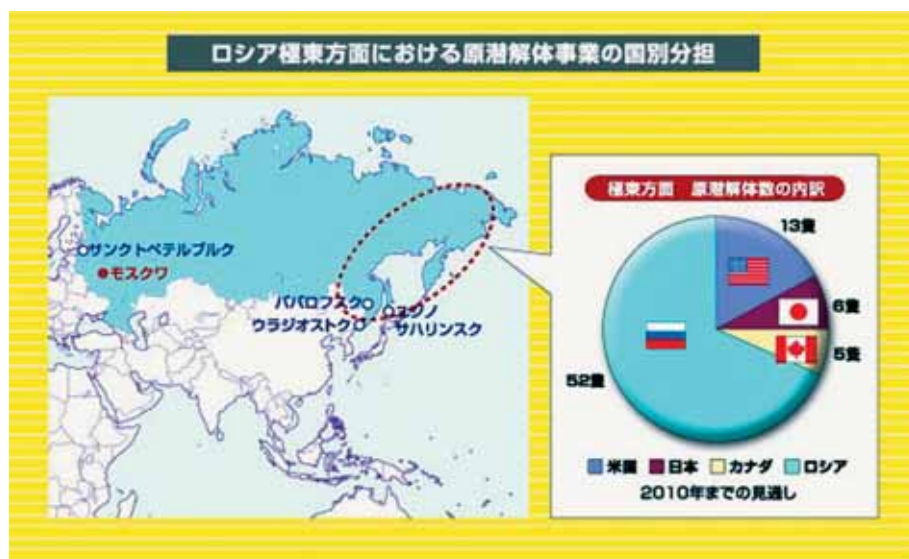 ロシア極東方面における原潜解体事業の国別分担
サンクトペテルブルク
モスクワ
ハバロフスク
ウラジオストク
ユジノ
サハリンスク
極東方面 原潜解体数の内訳
13隻
6隻
5隻
52隻
米国 日本 カナダ ロシア
2010年までの見通し